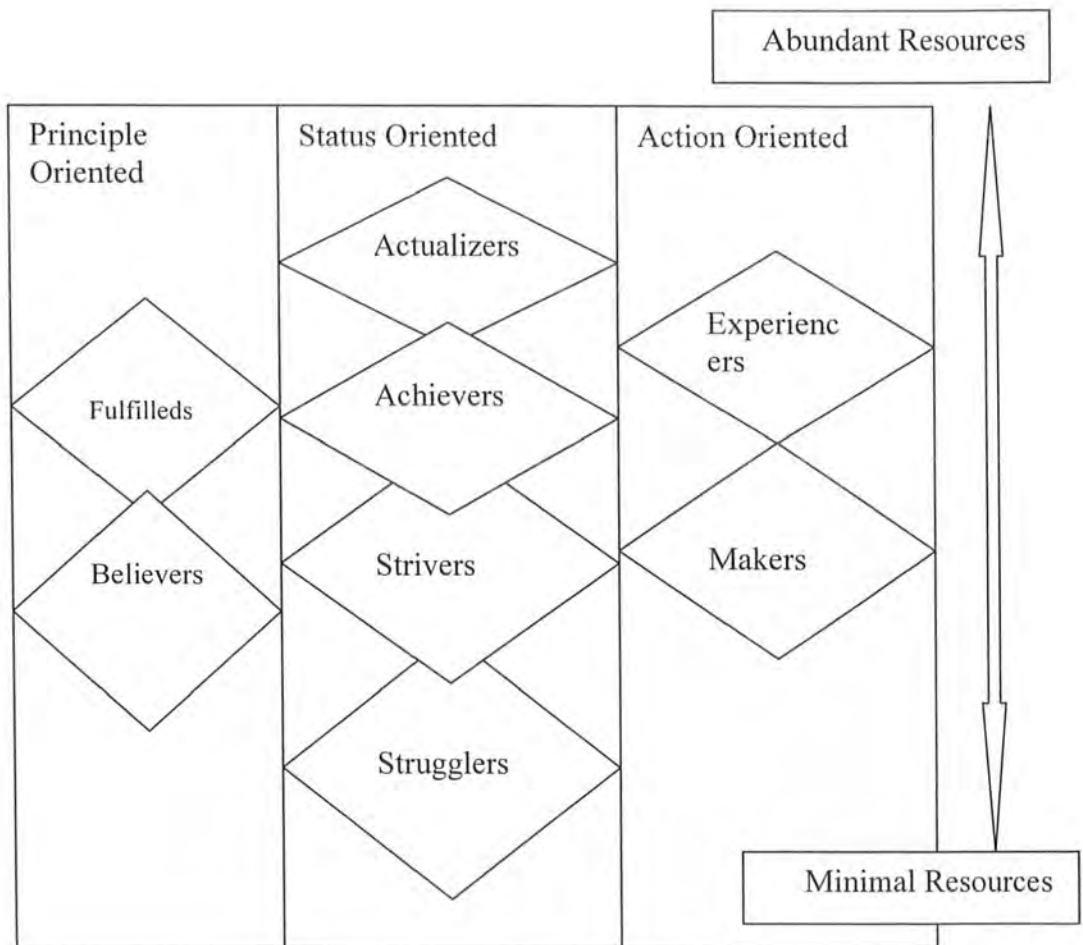 Abundant Resources
Principle
Oriented
Status Oriented
Action Oriented
Actualizers
Experienc
ers
Fulfilleds
Achievers
Believers
Strivers
Makers
Strugglers
Minimal Resources